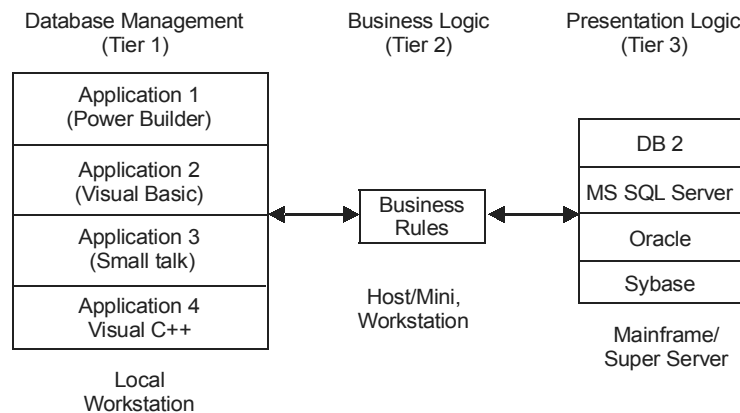 Database Management
(Tier 1)
Business Logic
(Tier 2)
Presentation Logic
(Tier 3)
Application 1
(Power Builder)
Application 2
(Visual Basic)
Application 3
(Small talk)
Application 4
Visual C++
Local
Workstation
Business
Rules
Host/Mini,
Workstation
DB 2
MS SQL Server
Oracle
Sybase
Mainframe/
Super Server